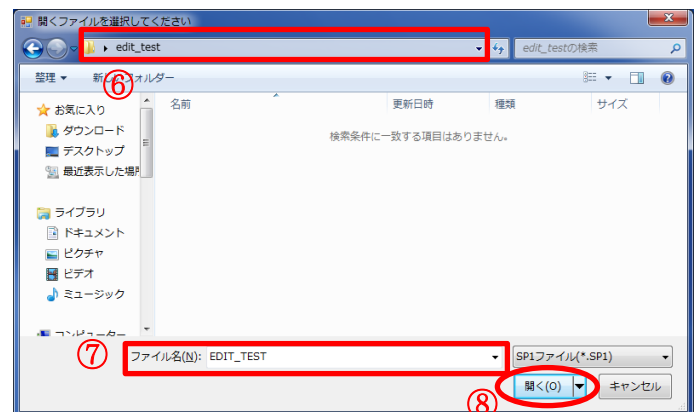 開くファイルを選択してください
edit_test
edit_testの検索
整理 新しいフォルダー
⑥
お気に入り
ダウンロード
デスクトップ
最近表示した場所
ライブラリ
ドキュメント
ピクチャ
ビデオ
ミュージック
コンピューター
名前 更新日時 種類 サイズ
検索条件に一致する項目はありません。
⑦
ファイル名(N): EDIT_TEST
SP1ファイル(*.SP1)
⑧
開く(O) キャンセル